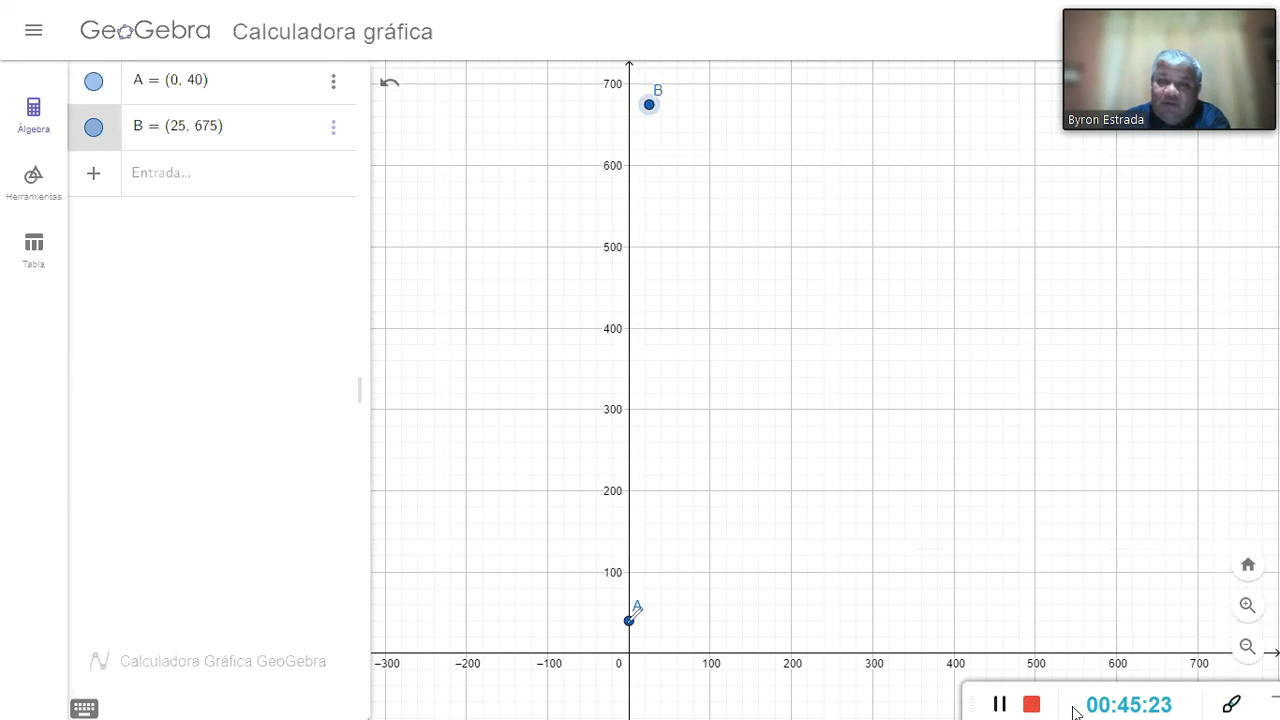 GeoGebra Calculadora gráfica
Byron Estrada
A = (0, 40)
B = (25, 675)
Entrada...
Álgebra
Herramientas
Tabla
700
600
500
400
300
200
100
B
A
−300 −200 −100 0 100 200 300 400 500 600 700
Calculadora Gráfica GeoGebra
00:45:23